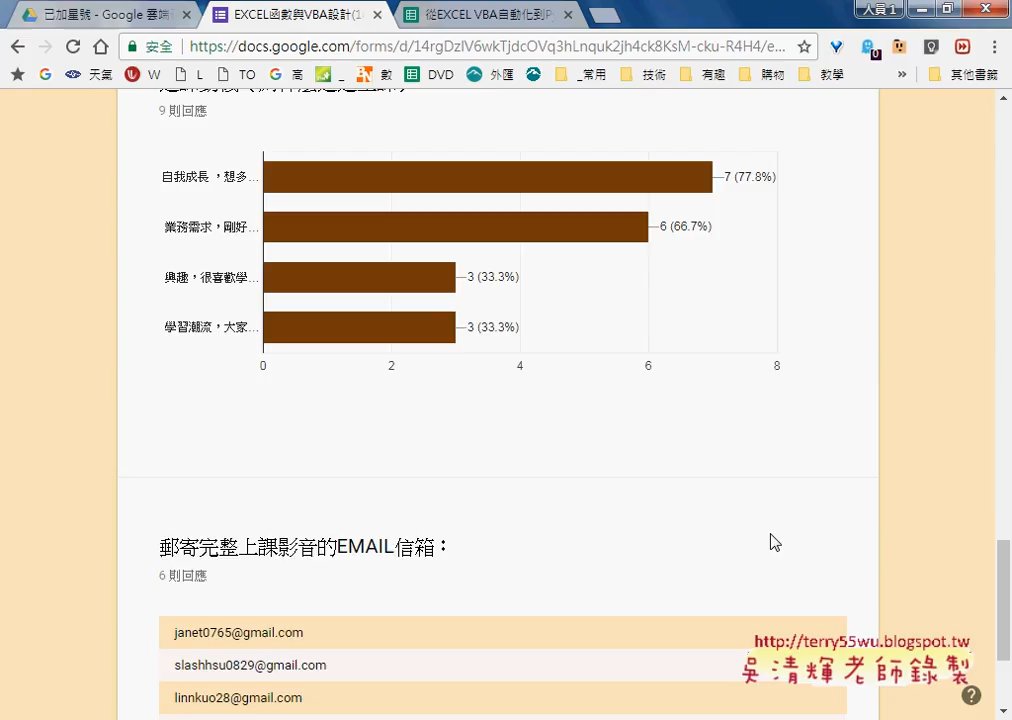 已加星號 - Google 雲端
EXCEL函數與VBA設計(1
從EXCEL VBA自動化到P
人員 1
安全
https://docs.google.com/forms/d/14rgDzIV6wkTjdcOVq3hLnquk2jh4ck8KsM-cku-R4H4/e...
0
天氣
W
L
TO
高
_
數
DVD
外匯
_常用
技術
有趣
購物
教學
»
其他書籤
9 則回應
自我成長 ，想多...
7 (77.8%)
業務需求，剛好...
6 (66.7%)
興趣，很喜歡學...
3 (33.3%)
學習潮流，大家...
3 (33.3%)
0 2 4 6 8
郵寄完整上課影音的EMAIL信箱：
6 則回應
janet0765@gmail.com
slashhsu0829@gmail.com
linnkuo28@gmail.com
http://terry55wu.blogspot.tw
吳清輝老師錄製